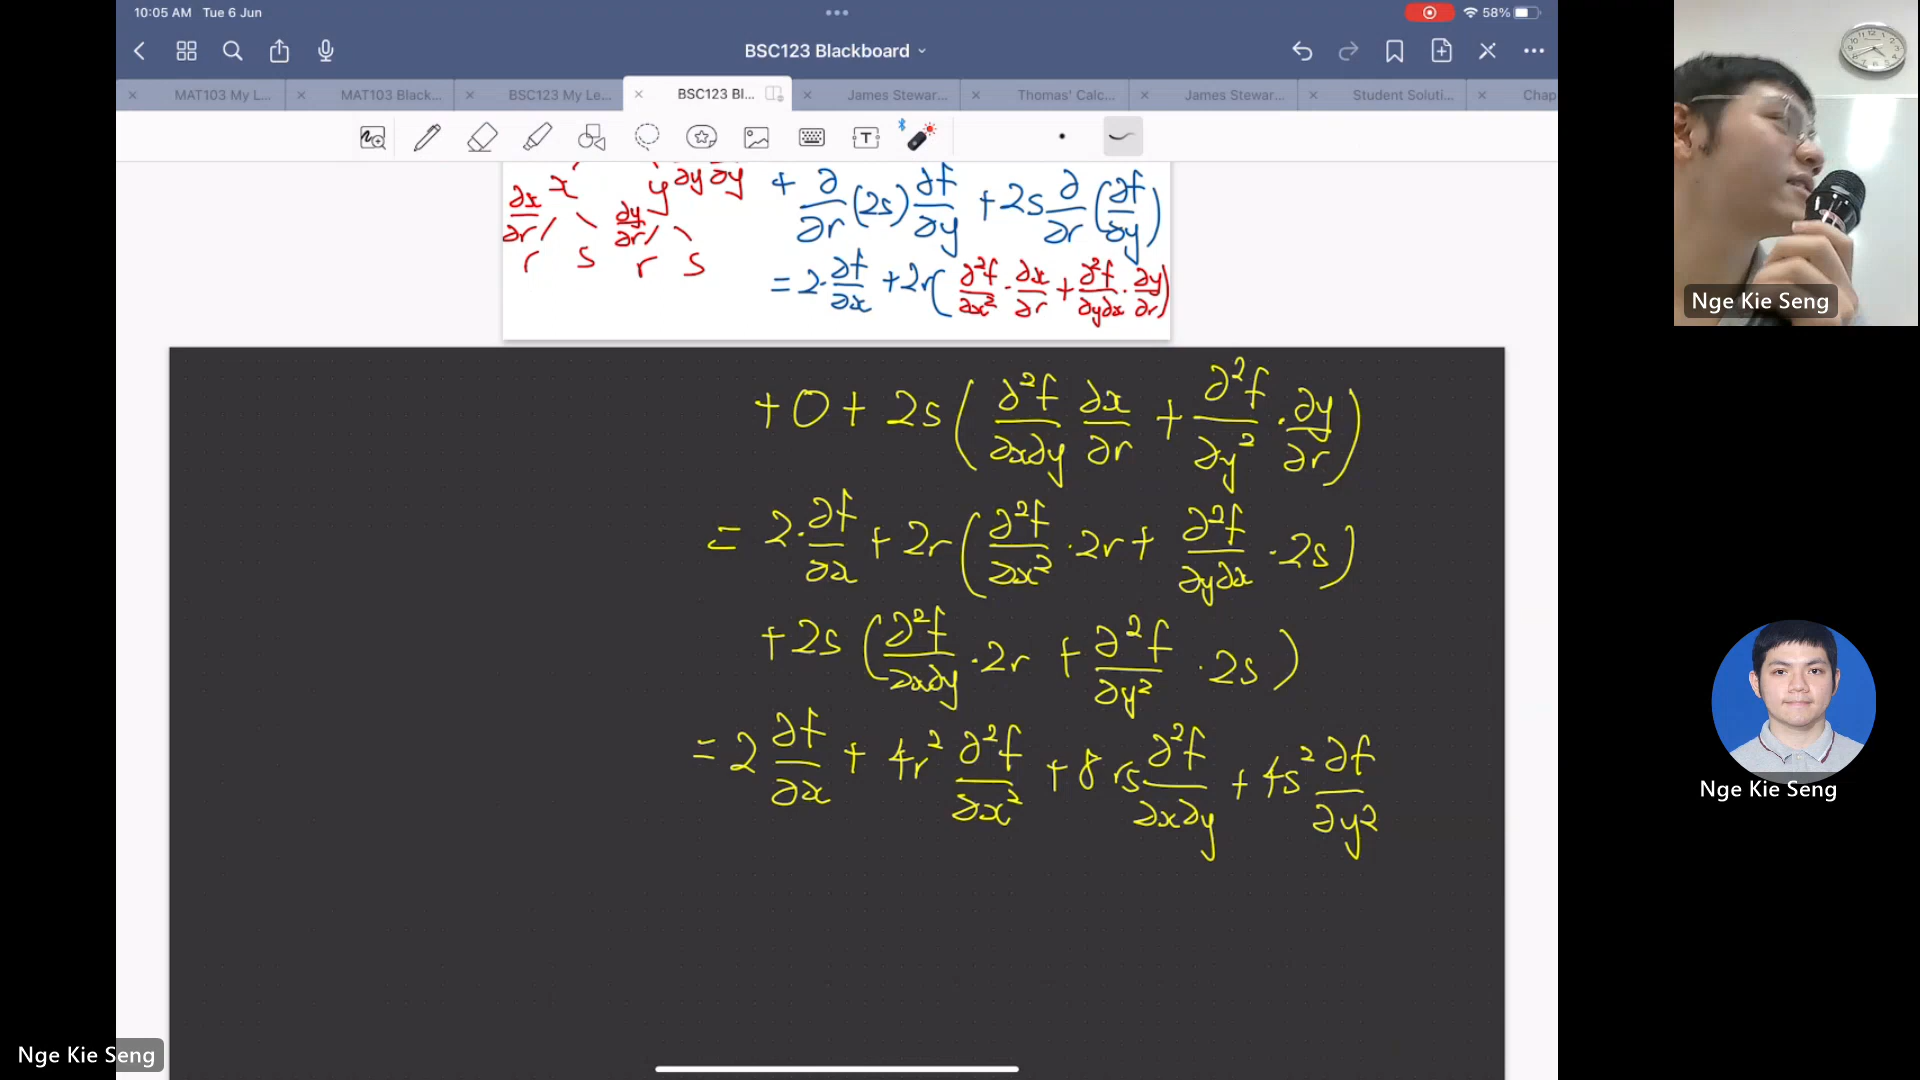 10:05 AM Tue 6 Jun
58%
BSC123 Blackboard
MAT103 My L...
MAT103 Black...
BSC123 My Le...
BSC123 Bl...
James Stewar...
Thomas' Calc...
James Stewar...
Student Soluti...
Chap
T
x y ∂y ∂y
∂x/∂r ∂y/∂r
r s r s
+ ∂/∂r (2s) ∂f/∂y + 2s ∂/∂r (∂f/∂y)
= 2·∂f/∂x + 2r( ∂²f/∂x² · ∂x/∂r + ∂²f/∂y∂x · ∂y/∂r)
+ 0 + 2s ( ∂²f/∂x∂y ∂x/∂r + ∂²f/∂y² · ∂y/∂r )
= 2·∂f/∂x + 2r ( ∂²f/∂x² · 2r + ∂²f/∂y∂x · 2s )
+ 2s ( ∂²f/∂x∂y · 2r + ∂²f/∂y² · 2s )
= 2 ∂f/∂x + 4r² ∂²f/∂x² + 8rs ∂²f/∂x∂y + 4s² ∂f/∂y²
Nge Kie Seng
Nge Kie Seng
Nge Kie Seng